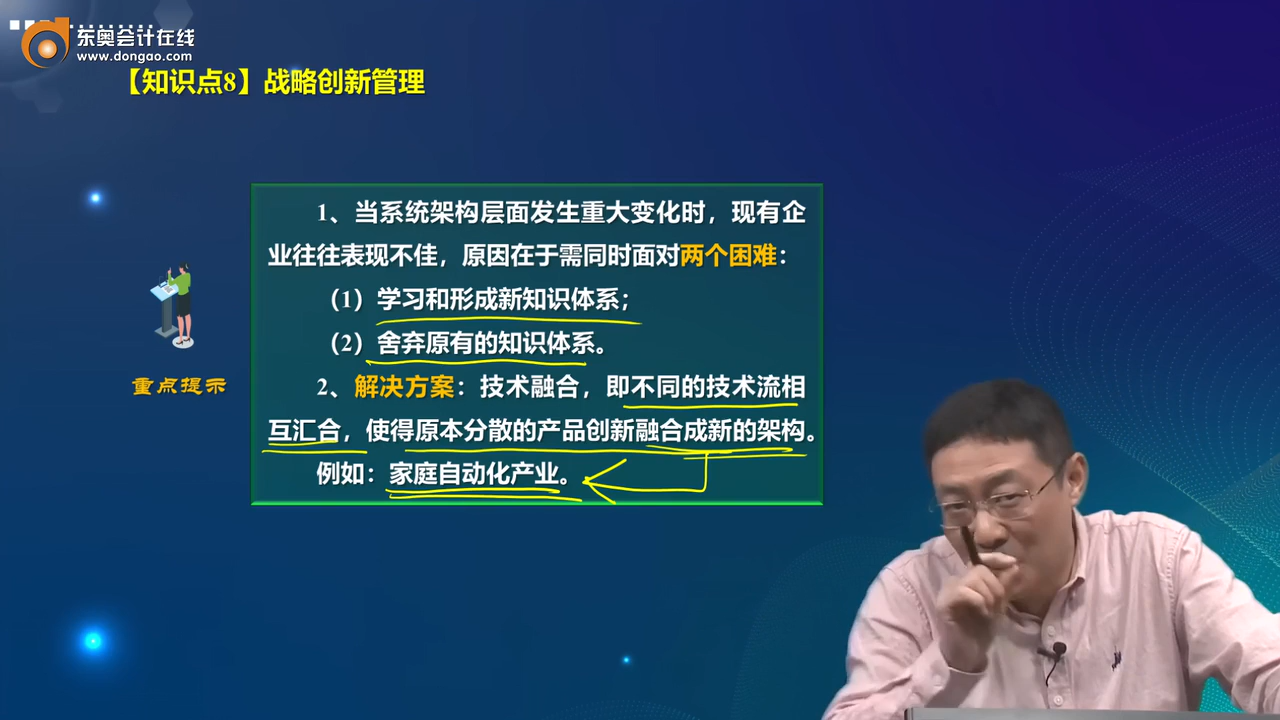 东奥会计在线
www.dongao.com
【知识点8】战略创新管理
1、当系统架构层面发生重大变化时，现有企
业往往表现不佳，原因在于需同时面对两个困难：
（1）学习和形成新知识体系；
（2）舍弃原有的知识体系。
2、解决方案：技术融合，即不同的技术流相
互汇合，使得原本分散的产品创新融合成新的架构。
例如：家庭自动化产业。
重点提示